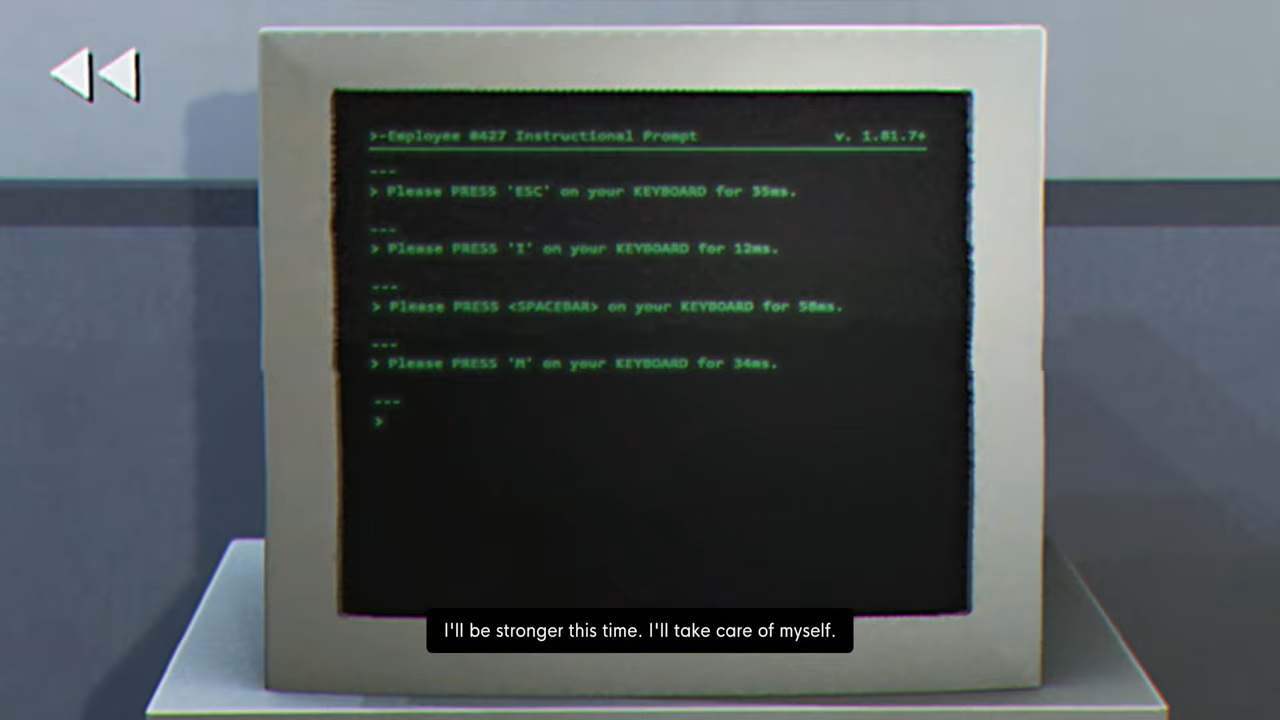 >-Employee #427 Instructional Prompt v. 1.81.7+
---
> Please PRESS 'ESC' on your KEYBOARD for 35ms.
---
> Please PRESS 'I' on your KEYBOARD for 12ms.
---
> Please PRESS <SPACEBAR> on your KEYBOARD for 58ms.
---
> Please PRESS 'M' on your KEYBOARD for 34ms.
---
>
I'll be stronger this time. I'll take care of myself.